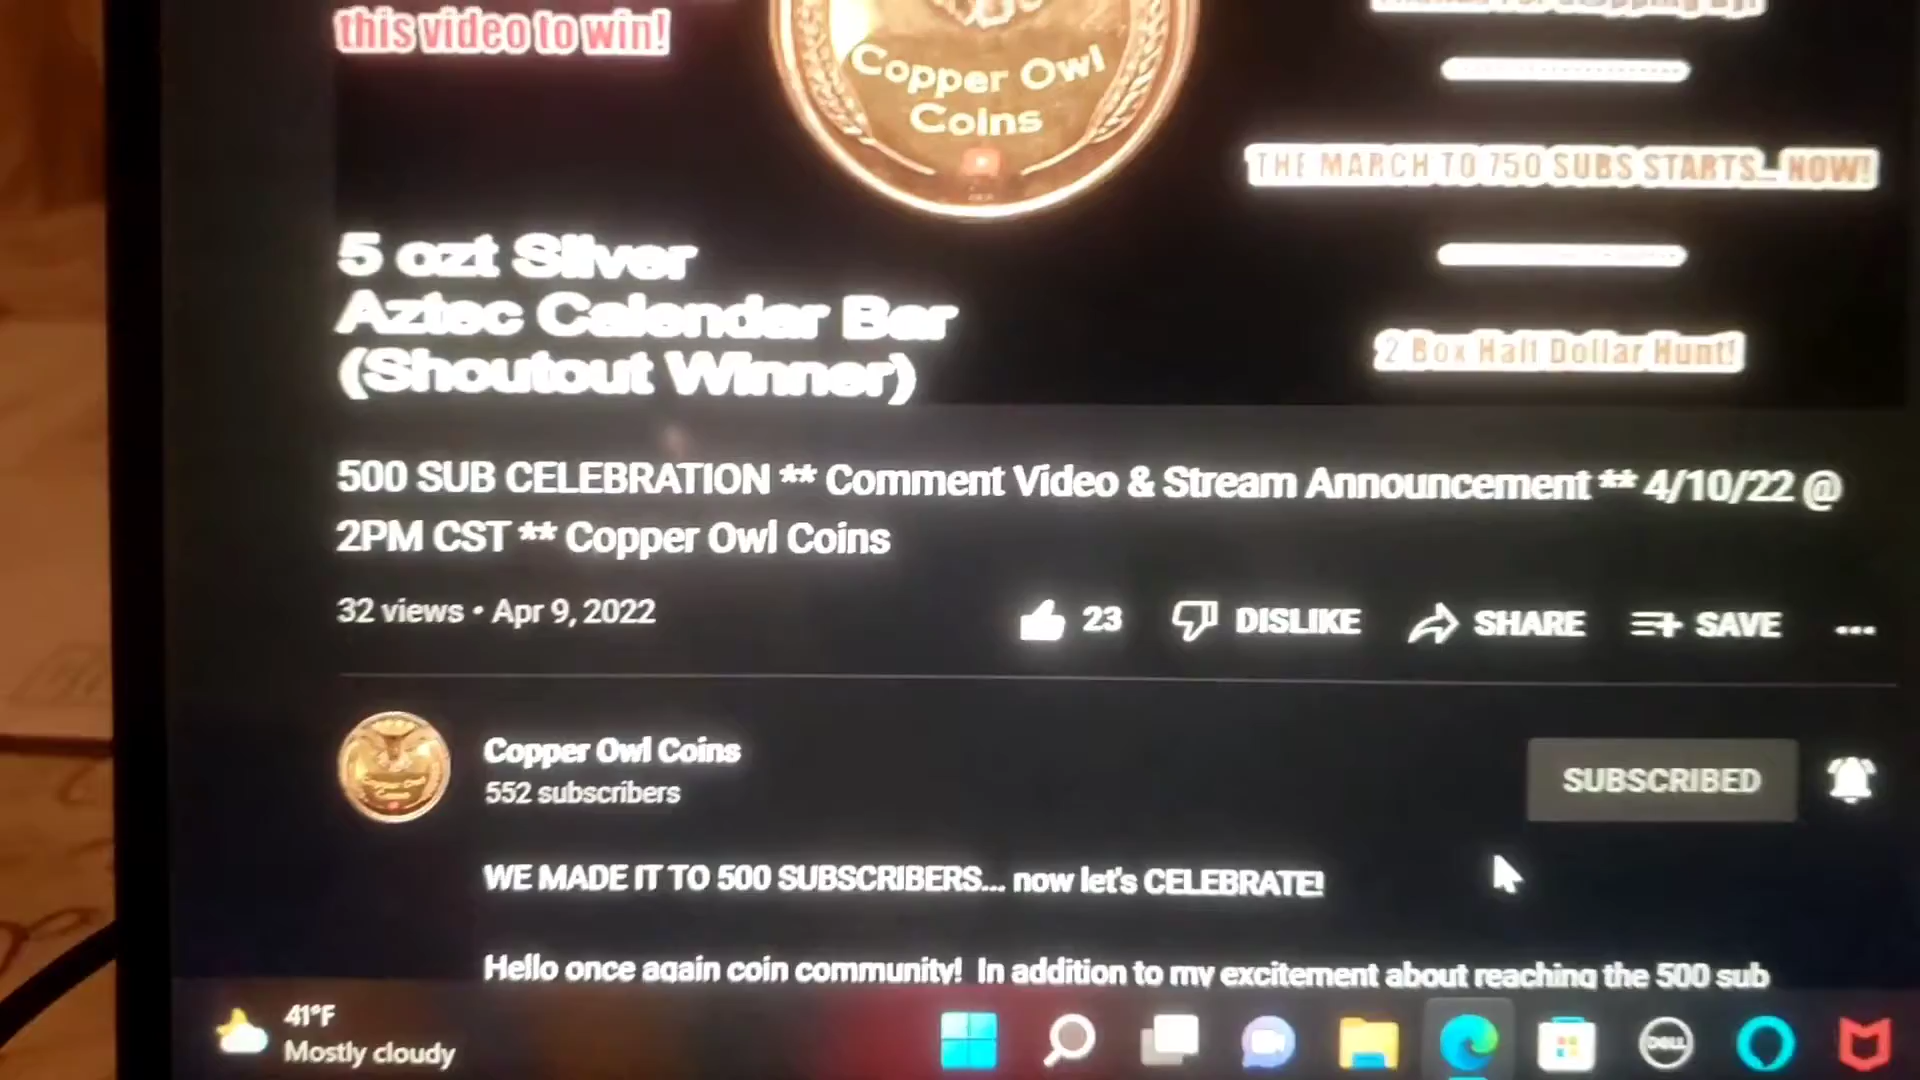 this video to win!
Copper Owl
Coins
THE MARCH TO 750 SUBS STARTS... NOW!
5 ozt Silver
Aztec Calendar Bar
(Shoutout Winner)
2 Box Half Dollar Hunt!
500 SUB CELEBRATION ** Comment Video & Stream Announcement ** 4/10/22 @
2PM CST ** Copper Owl Coins
32 views • Apr 9, 2022
23
DISLIKE
SHARE
SAVE
Copper Owl Coins
552 subscribers
SUBSCRIBED
WE MADE IT TO 500 SUBSCRIBERS... now let's CELEBRATE!
Hello once again coin community! In addition to my excitement about reaching the 500 sub
41°F
Mostly cloudy
DELL